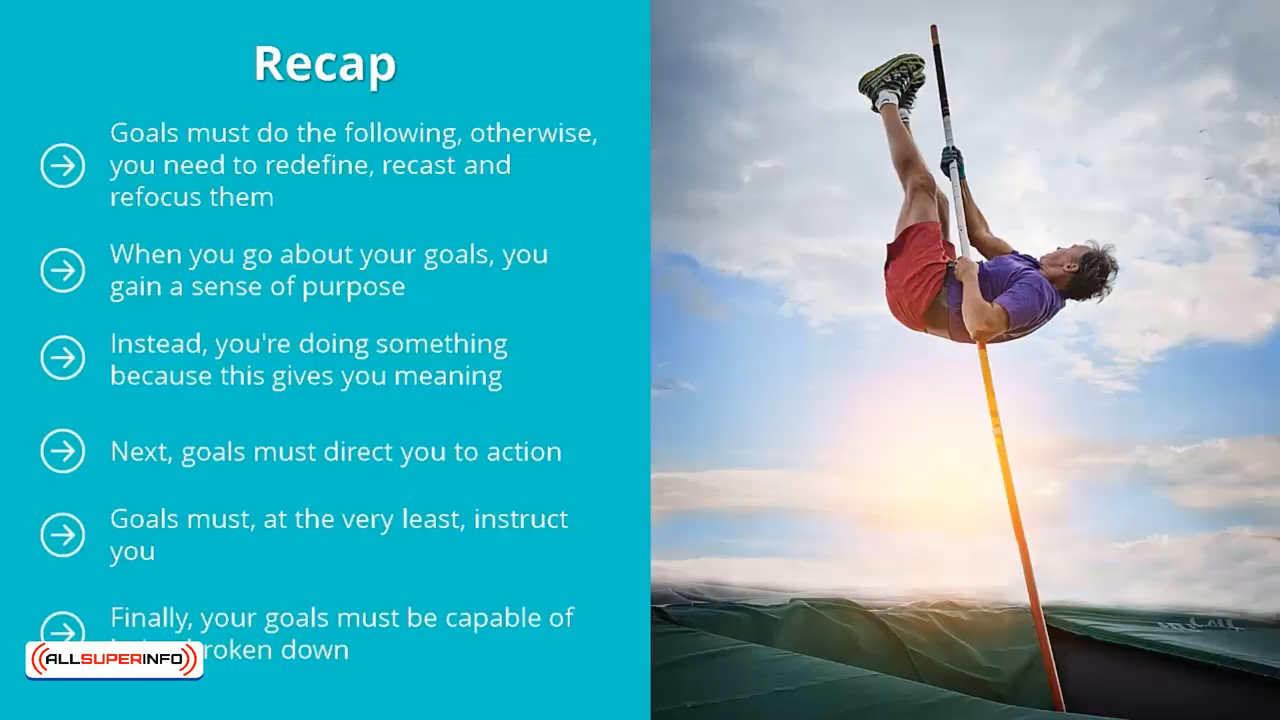 Recap
Goals must do the following, otherwise,
you need to redefine, recast and
refocus them
When you go about your goals, you
gain a sense of purpose
Instead, you're doing something
because this gives you meaning
Next, goals must direct you to action
Goals must, at the very least, instruct
you
Finally, your goals must be capable of
down
ALLSUPERINFO